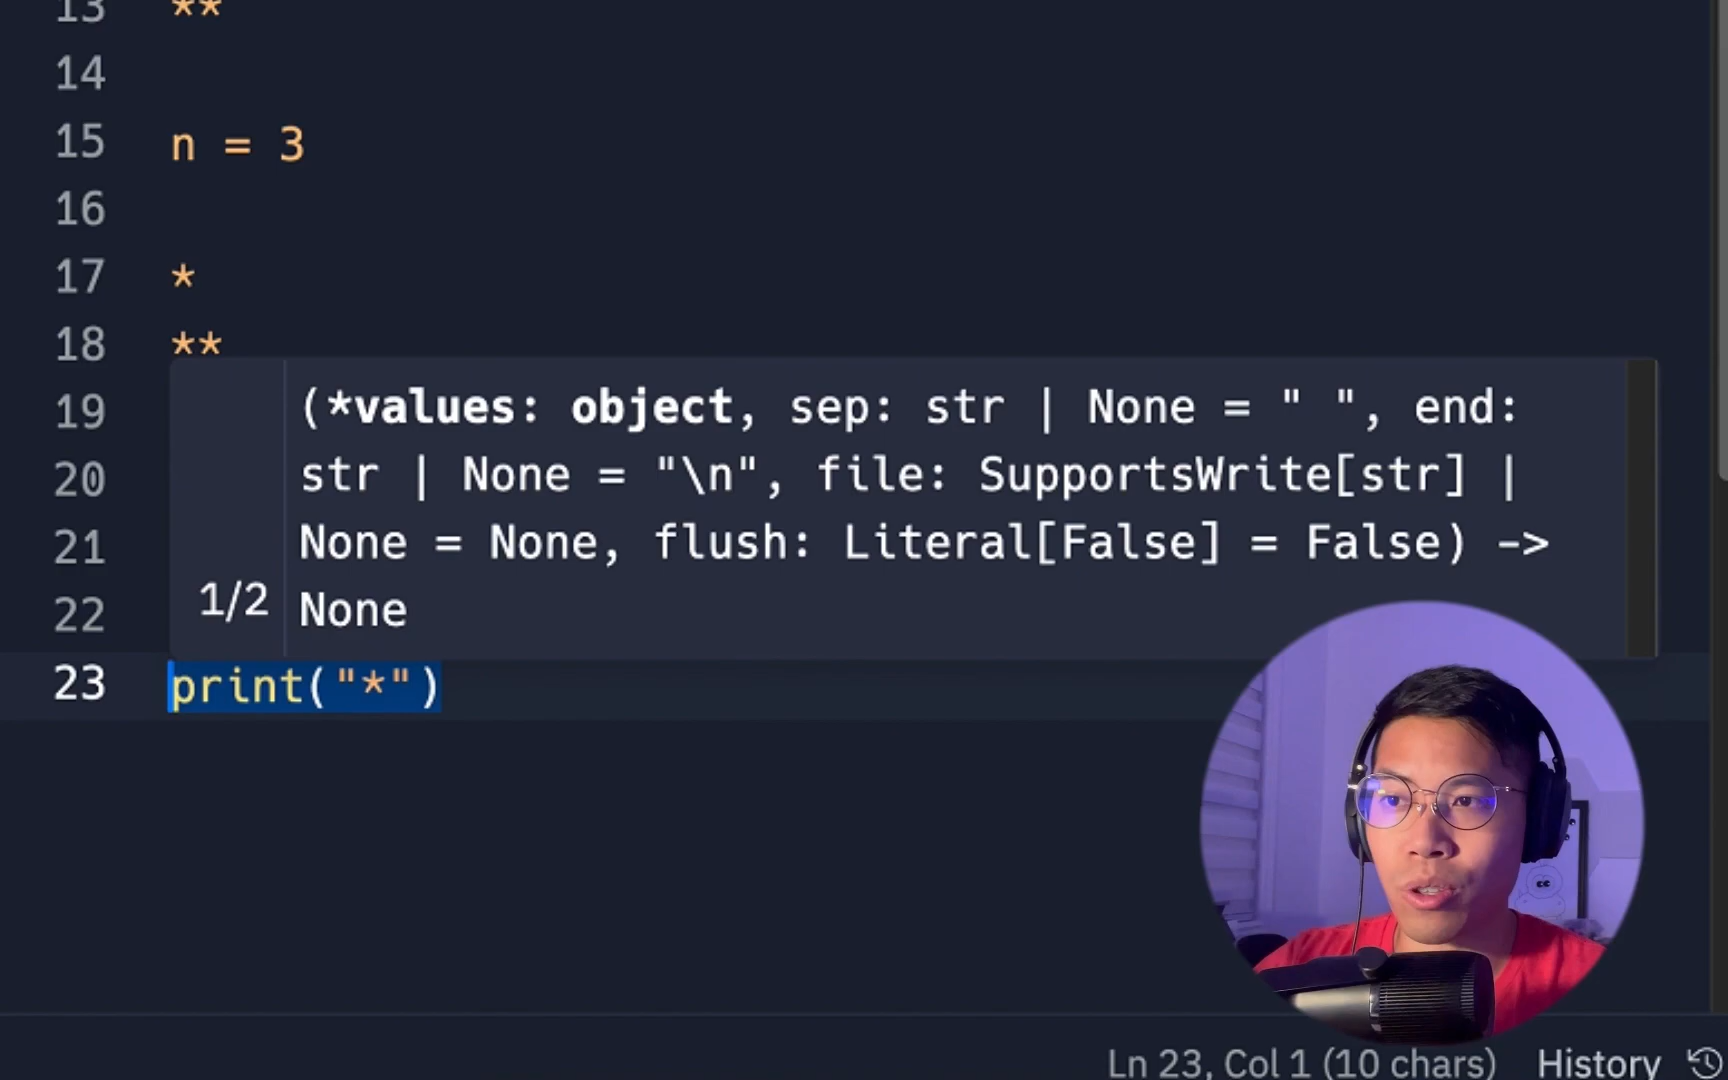 13 **
14
15 n = 3
16
17 *
18 **
19
20
21
22
(*values: object, sep: str | None = " ", end:
str | None = "\n", file: SupportsWrite[str] |
None = None, flush: Literal[False] = False) ->
1/2 None
23 print("*")
Ln 23, Col 1 (10 chars) History